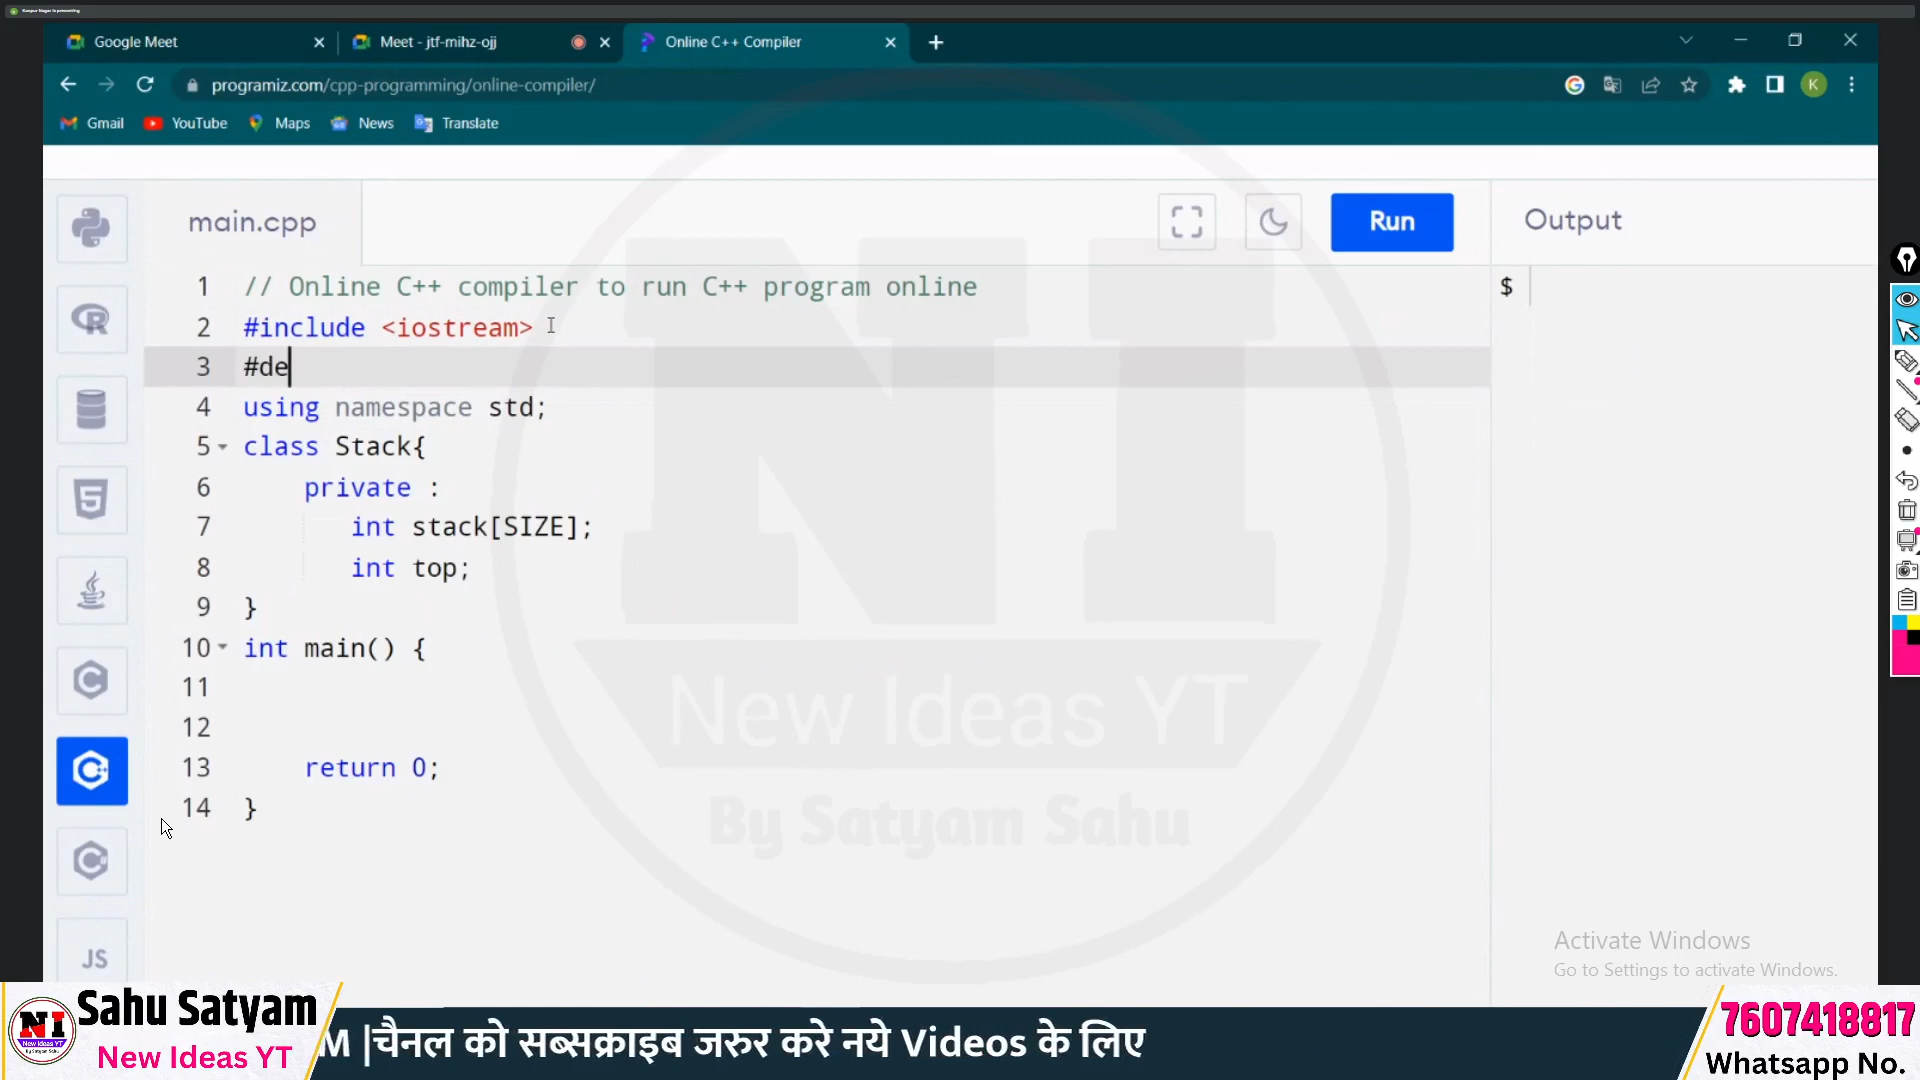 Google Meet
Meet - jtf-mihz-ojj
Online C++ Compiler
programiz.com/cpp-programming/online-compiler/
K
Gmail
YouTube
Maps
News
Translate
main.cpp
Run
Output
1 // Online C++ compiler to run C++ program online
2 #include <iostream>
3 #de
4 using namespace std;
5 class Stack{
6 private :
7 int stack[SIZE];
8 int top;
9 }
10 int main() {
11
12
13 return 0;
14 }
$
JS
NI
New Ideas YT
By Satyam Sahu
Activate Windows
Go to Settings to activate Windows.
NI
Sahu Satyam
New Ideas YT
M |चैनल को सब्सक्राइब जरुर करे नये Videos के लिए
7607418817
Whatsapp No.